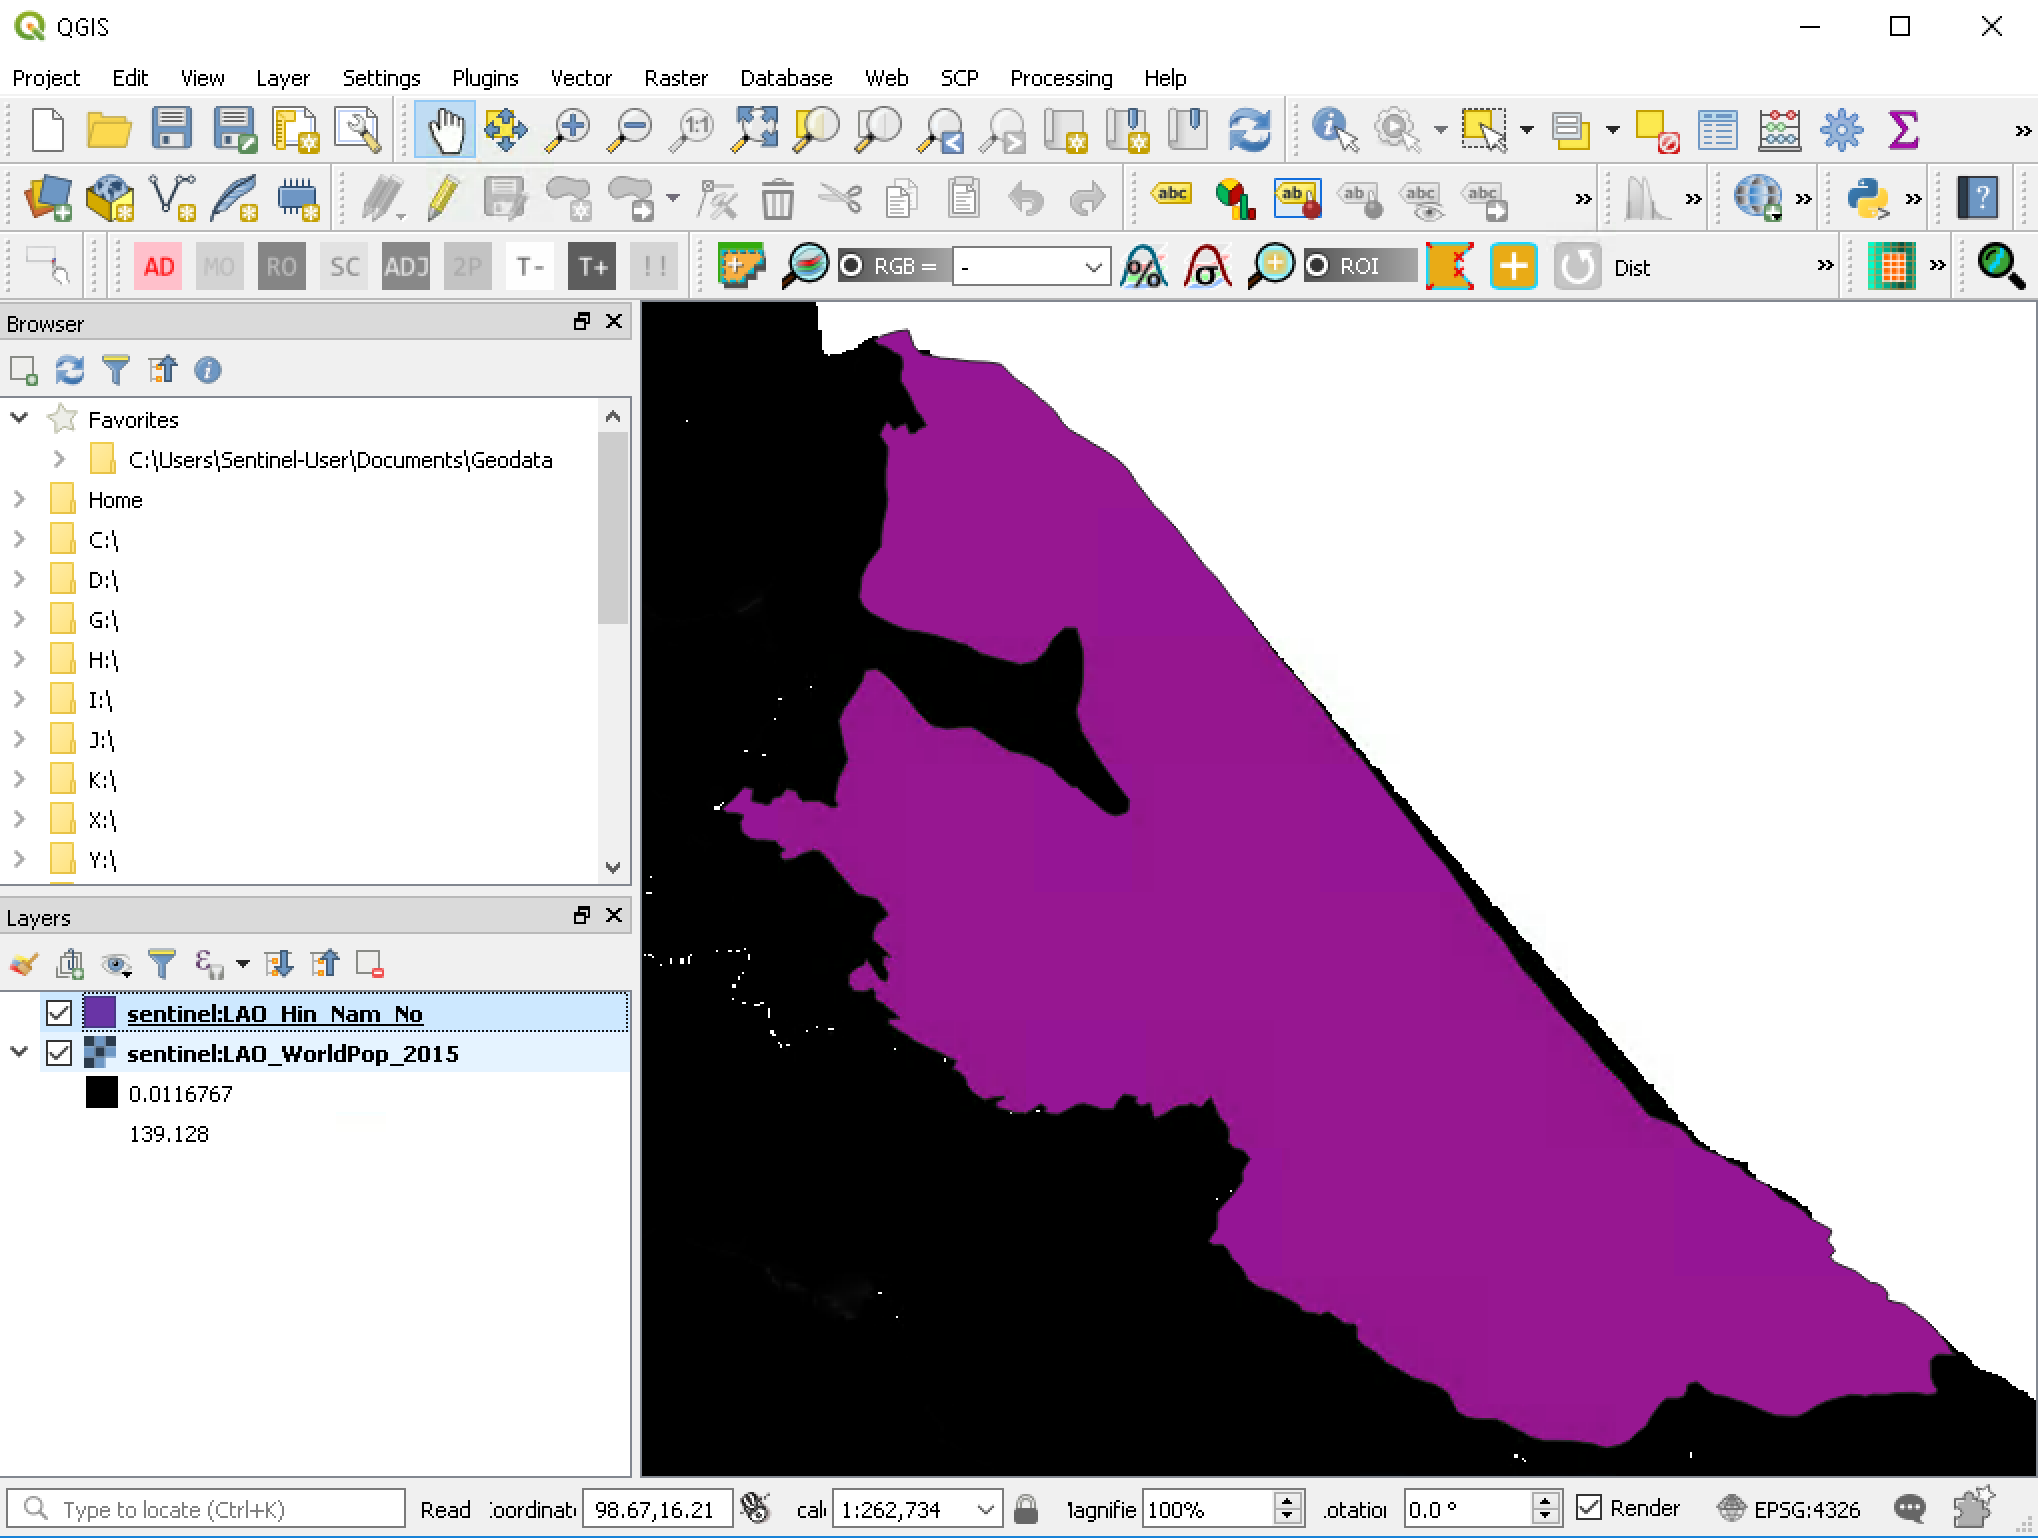 QGIS
Project Edit View Layer Settings Plugins Vector Raster Database Web SCP Processing Help
1:1
abc ab ab abc abc
AD MO RO SC ADJ 2P T- T+ !! RGB = - % σ ROI Dist
Browser
Favorites
C:\Users\Sentinel-User\Documents\Geodata
Home
C:\
D:\
G:\
H:\
I:\
J:\
K:\
X:\
Y:\
Layers
sentinel:LAO_Hin_Nam_No
sentinel:LAO_WorldPop_2015
0.0116767
139.128
Type to locate (Ctrl+K) Read oordinat 98.67,16.21 cal 1:262,734 agnifie 100% otatio 0.0 ° Render EPSG:4326